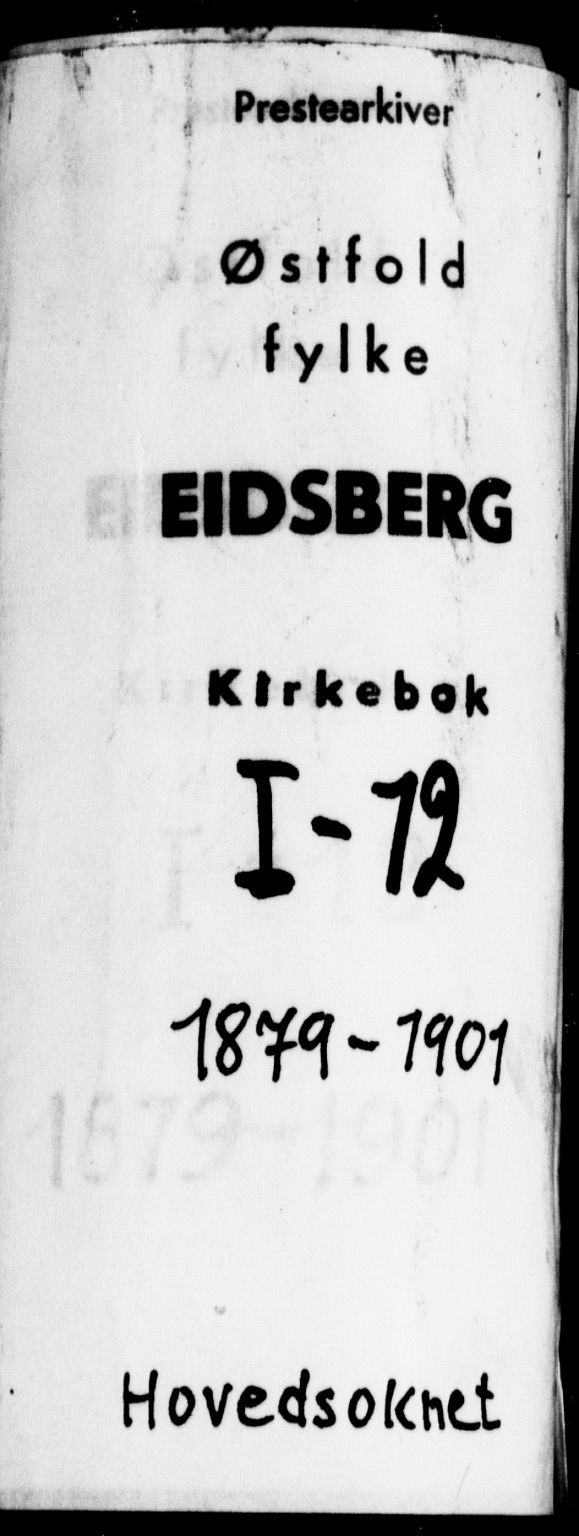 Prestearkiver
Østfold
fylke
EIDSBERG
Kirkebok
I-12
1879-1901
Hovedsoknet